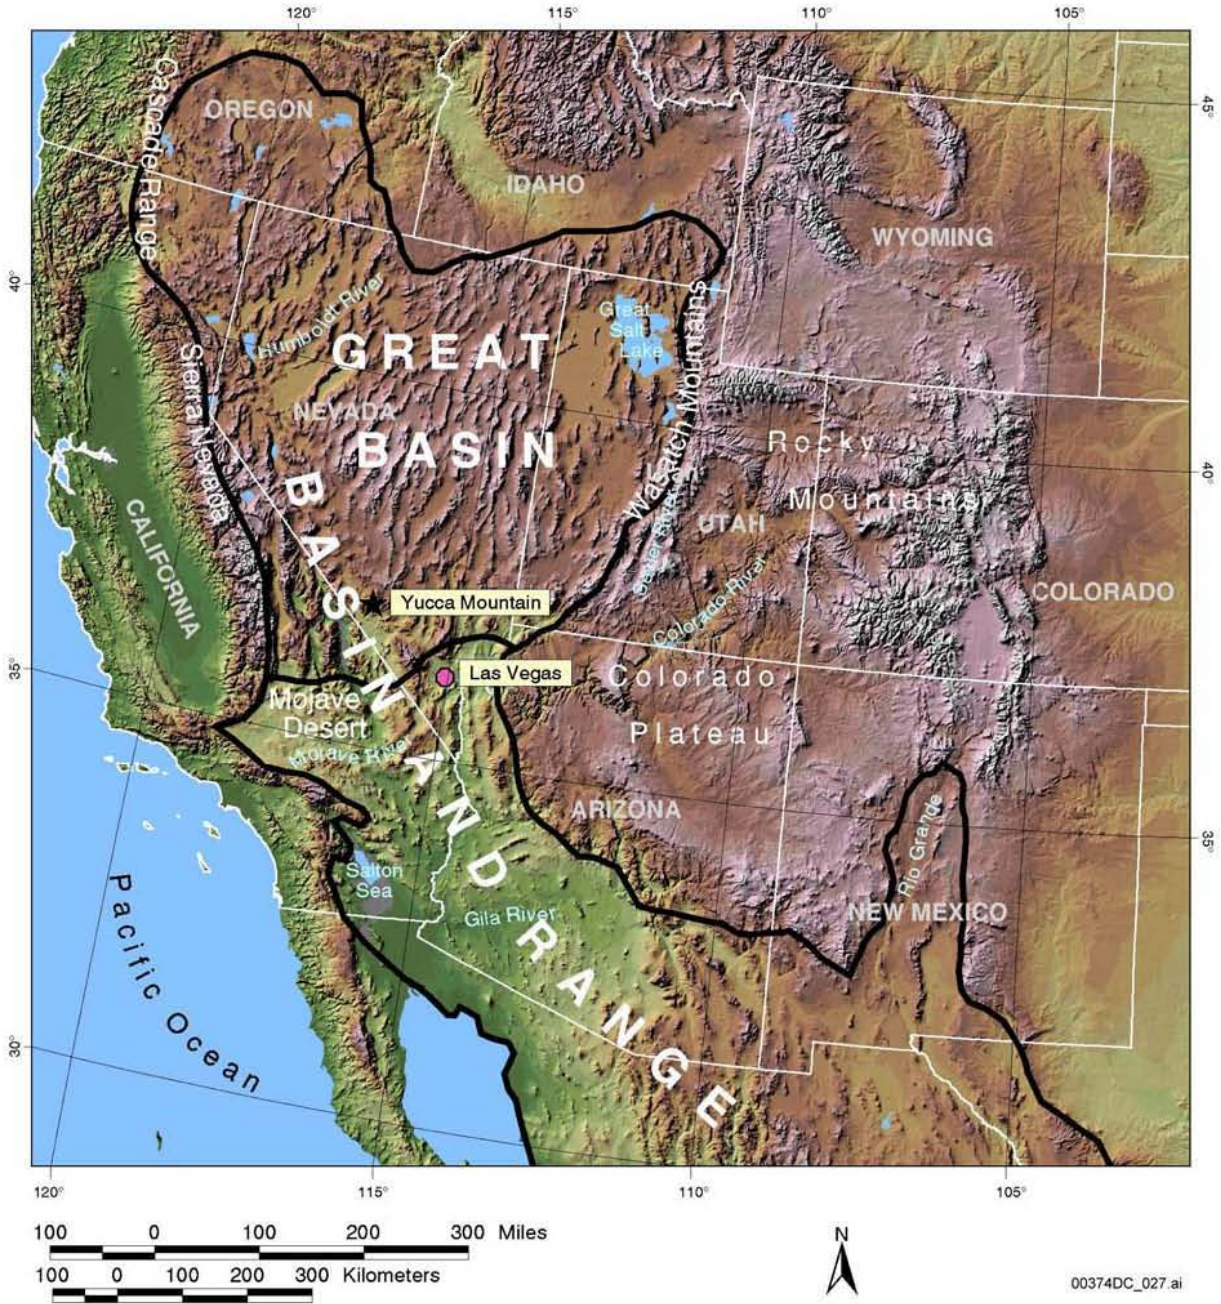 120°
115°
110°
105°
45°
40°
40°
35°
35°
30°
Cascade Range
OREGON
IDAHO
WYOMING
Humboldt River
Great
Salt
Lake
GREAT
BASIN
NEVADA
Sierra Nevada
Wasatch Mountains
Rocky
Mountains
UTAH
CALIFORNIA
COLORADO
Colorado River
Yucca Mountain
Las Vegas
Colorado
Plateau
Mojave
Desert
BASIN AND RANGE
ARIZONA
Salton
Sea
Gila River
Rio Grande
NEW MEXICO
Pacific Ocean
120°
115°
110°
105°
100 0 100 200 300 Miles
100 0 100 200 300 Kilometers
N
00374DC_027.ai